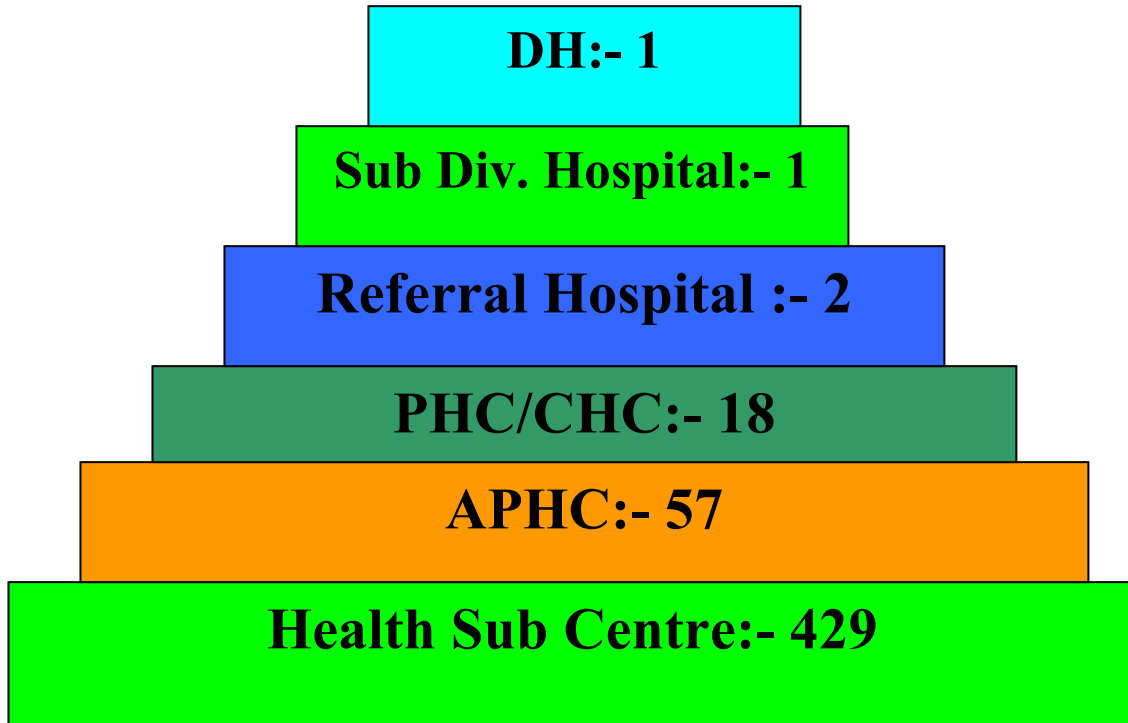 DH:- 1
Sub Div. Hospital:- 1
Referral Hospital :- 2
PHC/CHC:- 18
APHC:- 57
Health Sub Centre:- 429